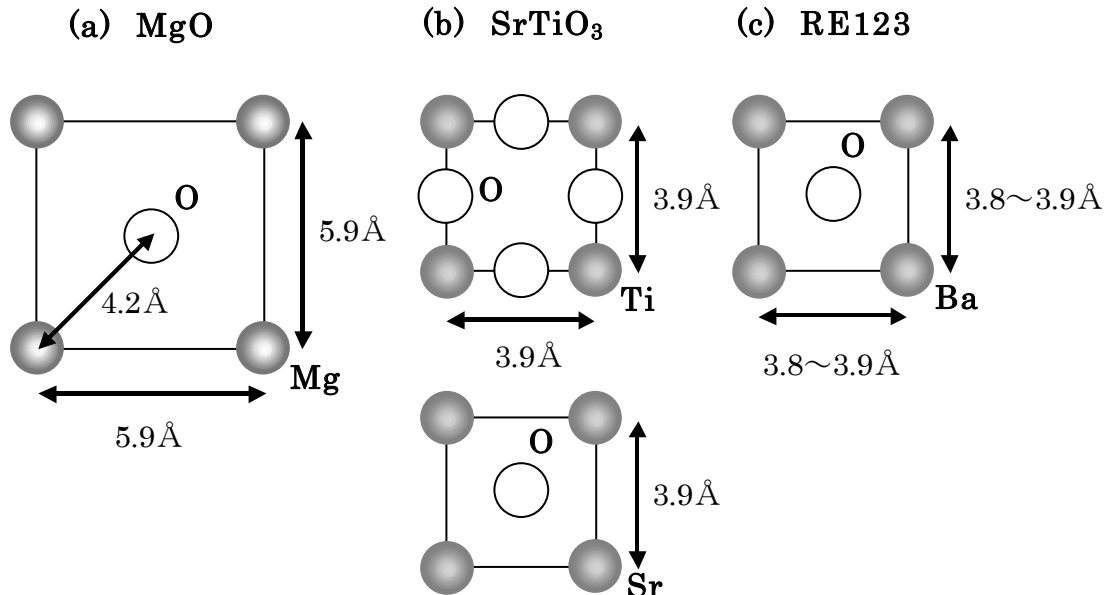 (a) MgO
(b) SrTiO₃
(c) RE123
O
4.2Å
5.9Å
Mg
5.9Å
O
3.9Å
Ti
3.9Å
O
3.8～3.9Å
Ba
3.8～3.9Å
O
3.9Å
Sr